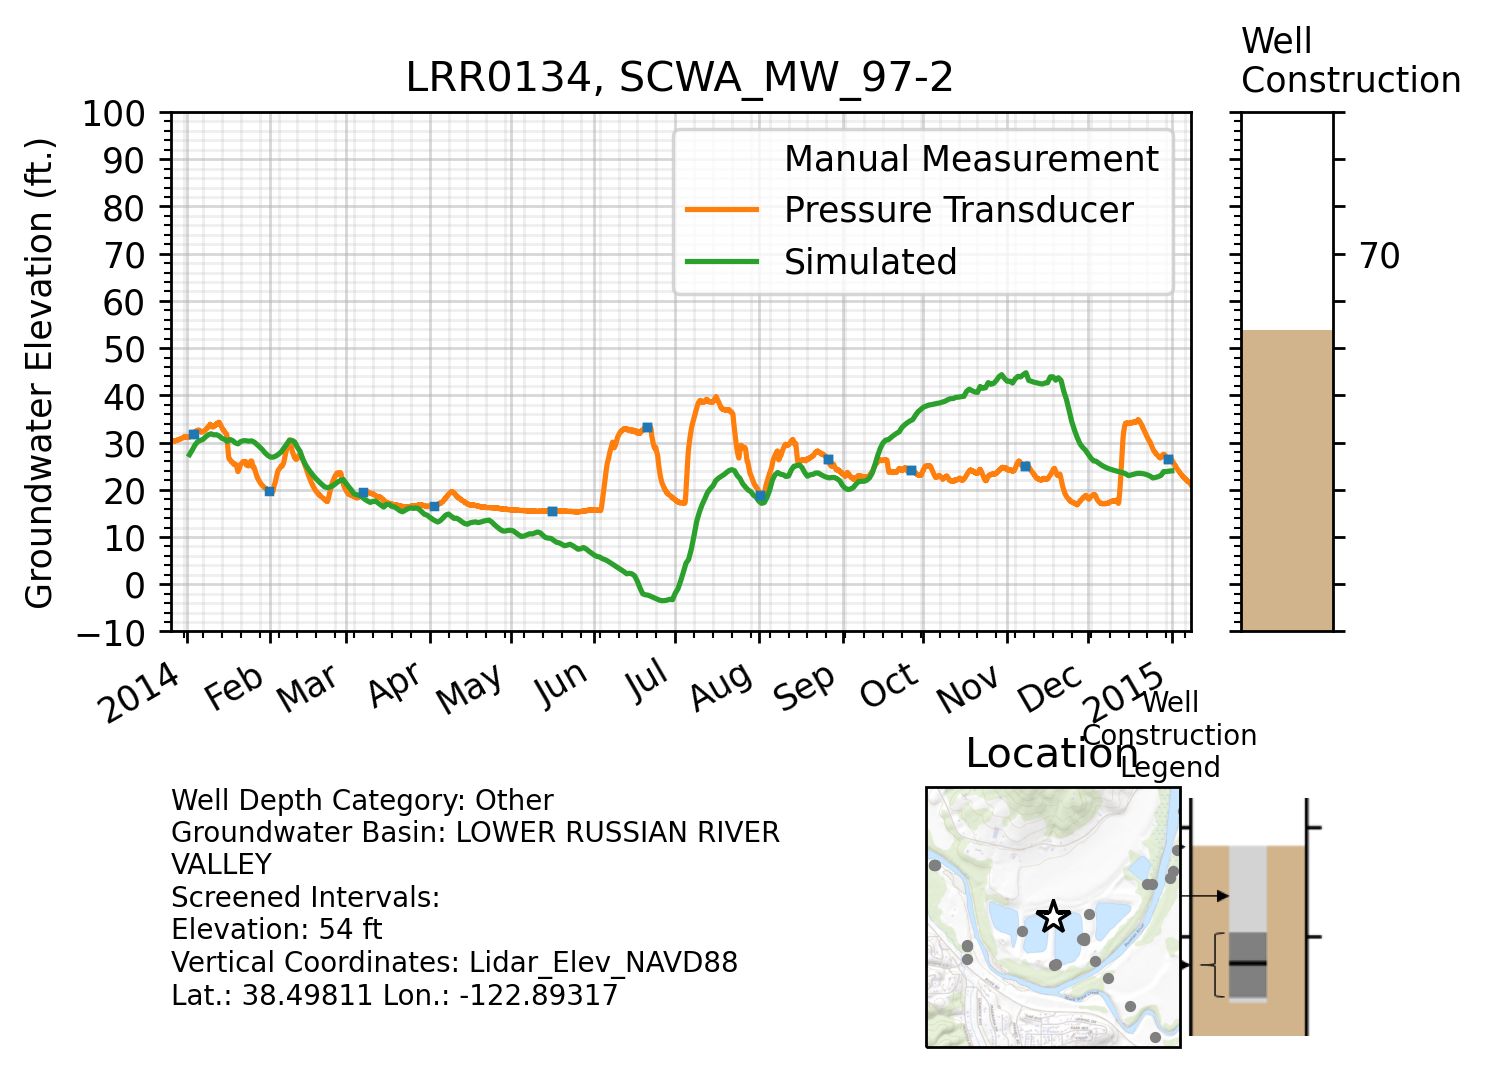 Well
Construction
LRR0134, SCWA_MW_97-2
Groundwater Elevation (ft.)
100
90
80
70
60
50
40
30
20
10
0
−10
Manual Measurement
Pressure Transducer
Simulated
70
2014
Feb
Mar
Apr
May
Jun
Jul
Aug
Sep
Oct
Nov
Dec
2015
Well
Construction
Legend
Location
Well Depth Category: Other
Groundwater Basin: LOWER RUSSIAN RIVER
VALLEY
Screened Intervals:
Elevation: 54 ft
Vertical Coordinates: Lidar_Elev_NAVD88
Lat.: 38.49811 Lon.: -122.89317